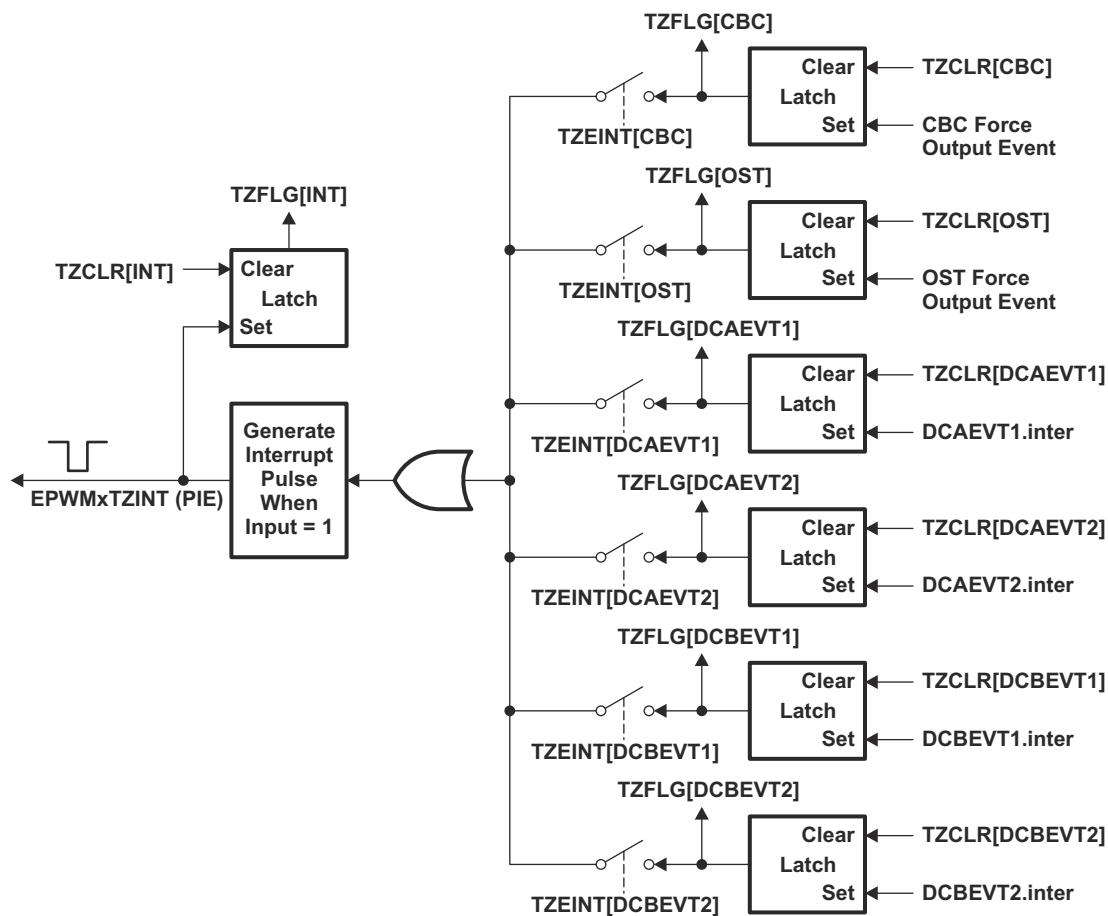 TZFLG[CBC]
Clear
Latch
Set
TZCLR[CBC]
CBC Force
Output Event
TZEINT[CBC]
TZFLG[OST]
Clear
Latch
Set
TZCLR[OST]
OST Force
Output Event
TZEINT[OST]
TZFLG[INT]
TZCLR[INT]
Clear
Latch
Set
TZFLG[DCAEVT1]
Clear
Latch
Set
TZCLR[DCAEVT1]
DCAEVT1.inter
TZEINT[DCAEVT1]
Generate
Interrupt
Pulse
When
Input = 1
EPWMxTZINT (PIE)
TZFLG[DCAEVT2]
Clear
Latch
Set
TZCLR[DCAEVT2]
DCAEVT2.inter
TZEINT[DCAEVT2]
TZFLG[DCBEVT1]
Clear
Latch
Set
TZCLR[DCBEVT1]
DCBEVT1.inter
TZEINT[DCBEVT1]
TZFLG[DCBEVT2]
Clear
Latch
Set
TZCLR[DCBEVT2]
DCBEVT2.inter
TZEINT[DCBEVT2]